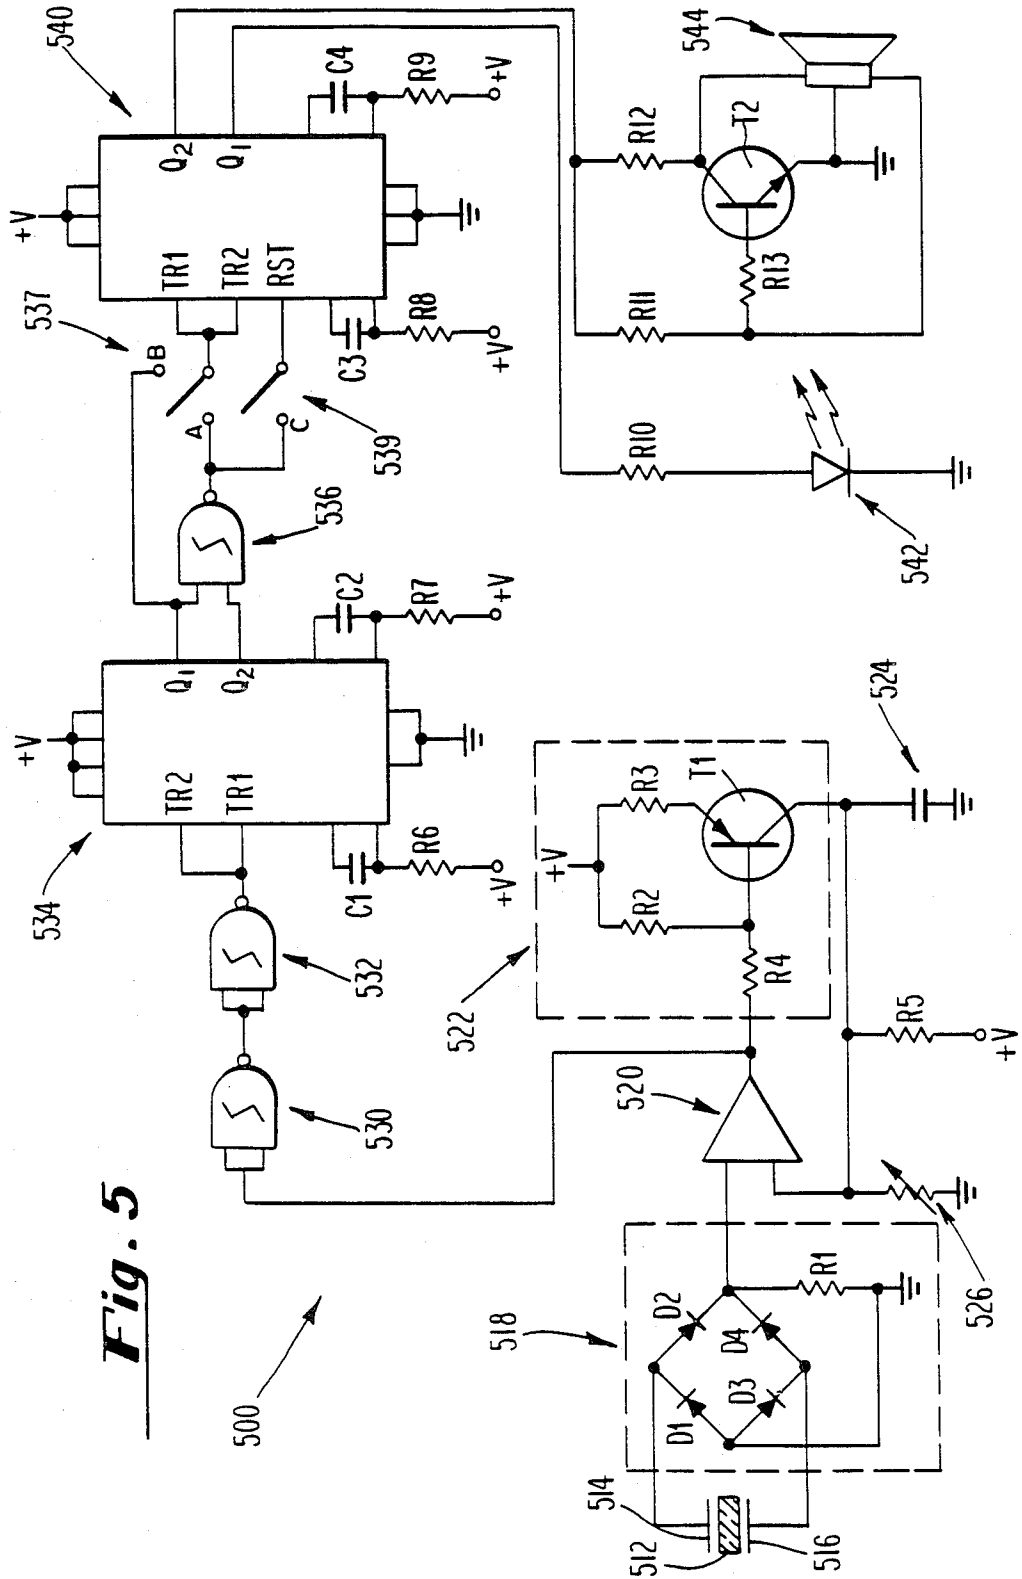 Fig. 5
500
512
514
516
518
D1
D2
D3
D4
R1
520
522
+V
R2
R3
R4
T1
524
R5
+V
526
530
532
534
+V
TR2
TR1
Q1
Q2
C1
R6
+V
C2
R7
+V
536
537
A
B
C
539
540
+V
TR1
TR2
RST
Q2
Q1
C3
R8
+V
C4
R9
+V
R10
542
R11
R12
R13
T2
544